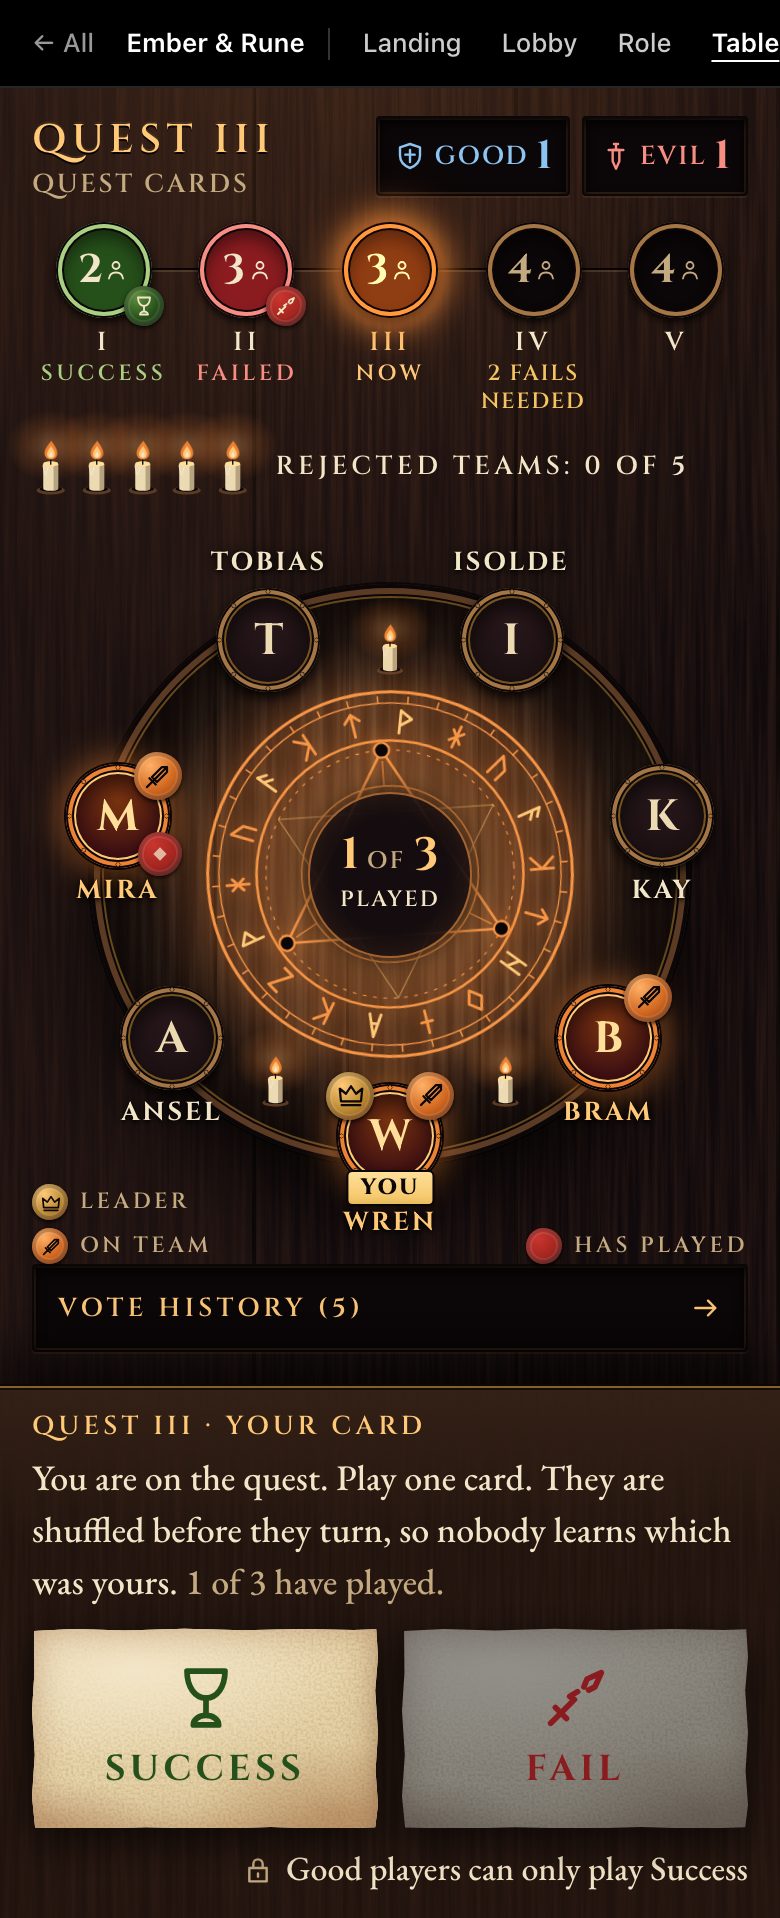 ← All Ember & Rune Landing Lobby Role Table
QUEST III
QUEST CARDS
GOOD 1
EVIL 1
2 3 3 4 4
I II III IV V
SUCCESS FAILED NOW 2 FAILS
NEEDED
REJECTED TEAMS: 0 OF 5
TOBIAS ISOLDE
T I
M K
1 OF 3
PLAYED
MIRA KAY
A B
ANSEL BRAM
W
YOU
WREN
LEADER
ON TEAM HAS PLAYED
VOTE HISTORY (5) →
QUEST III · YOUR CARD
You are on the quest. Play one card. They are
shuffled before they turn, so nobody learns which
was yours. 1 of 3 have played.
SUCCESS FAIL
Good players can only play Success